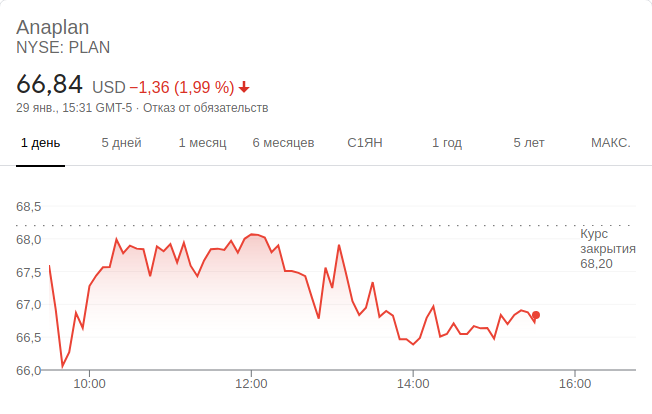 Anaplan
NYSE: PLAN
66,84 USD −1,36 (1,99 %)
29 янв., 15:31 GMT-5 · Отказ от обязательств
1 день 5 дней 1 месяц 6 месяцев С1ЯН 1 год 5 лет МАКС.
68,5
68,0
67,5
67,0
66,5
66,0
Курс
закрытия
68,20
10:00 12:00 14:00 16:00